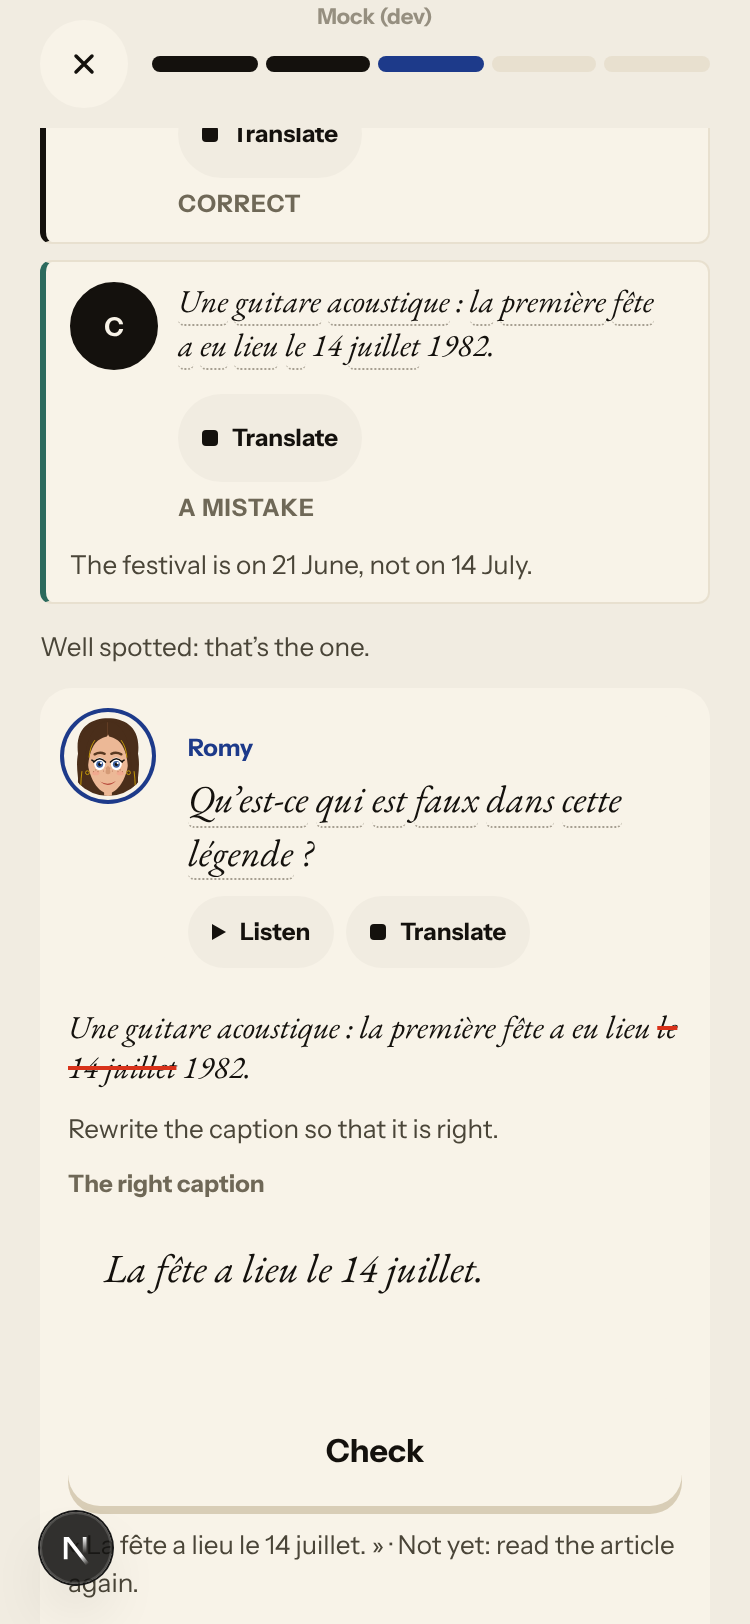 Mock (dev)
Translate
CORRECT
C
Une guitare acoustique : la première fête
a eu lieu le 14 juillet 1982.
Translate
A MISTAKE
The festival is on 21 June, not on 14 July.
Well spotted: that’s the one.
Romy
Qu’est-ce qui est faux dans cette
légende ?
Listen
Translate
Une guitare acoustique : la première fête a eu lieu le
14 juillet 1982.
Rewrite the caption so that it is right.
The right caption
La fête a lieu le 14 juillet.
Check
La fête a lieu le 14 juillet. » · Not yet: read the article
again.
N